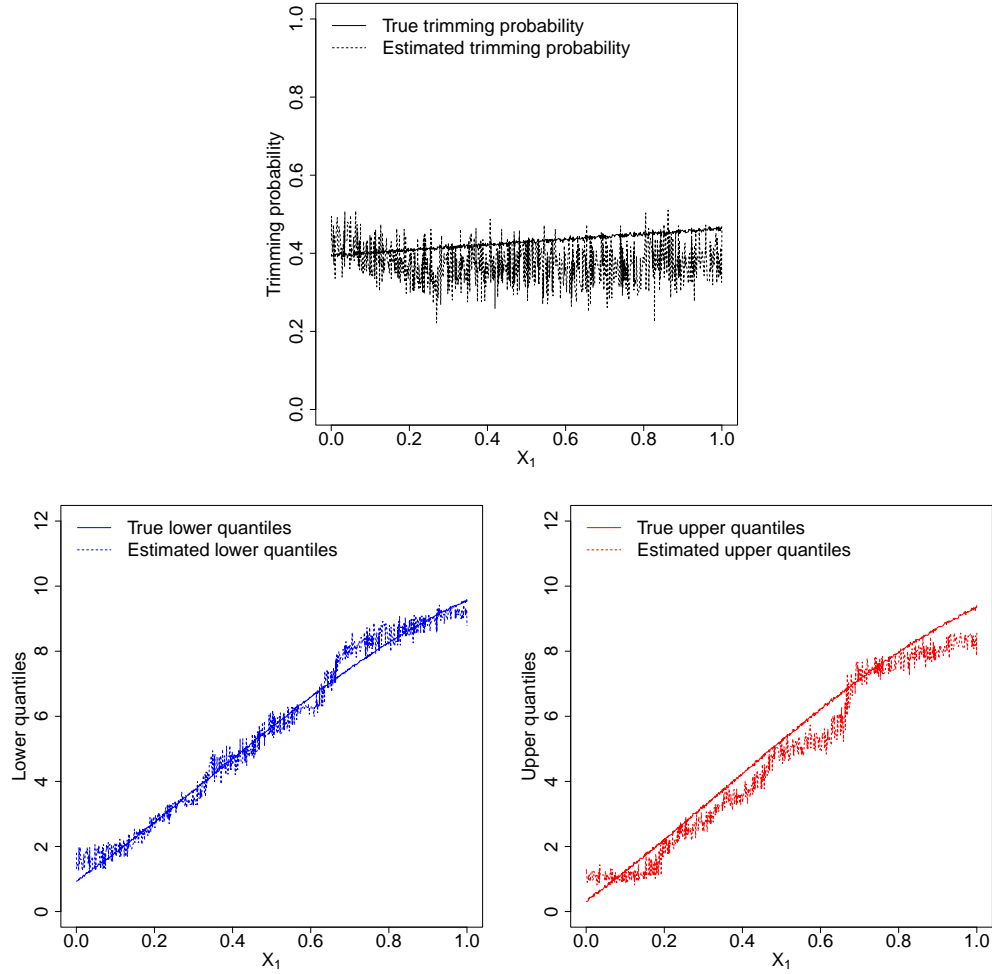 True trimming probability
Estimated trimming probability
Trimming probability
1.0
0.8
0.6
0.4
0.2
0.0
0.0 0.2 0.4 0.6 0.8 1.0
X₁
True lower quantiles
Estimated lower quantiles
Lower quantiles
12
10
8
6
4
2
0
0.0 0.2 0.4 0.6 0.8 1.0
X₁
True upper quantiles
Estimated upper quantiles
Upper quantiles
12
10
8
6
4
2
0
0.0 0.2 0.4 0.6 0.8 1.0
X₁